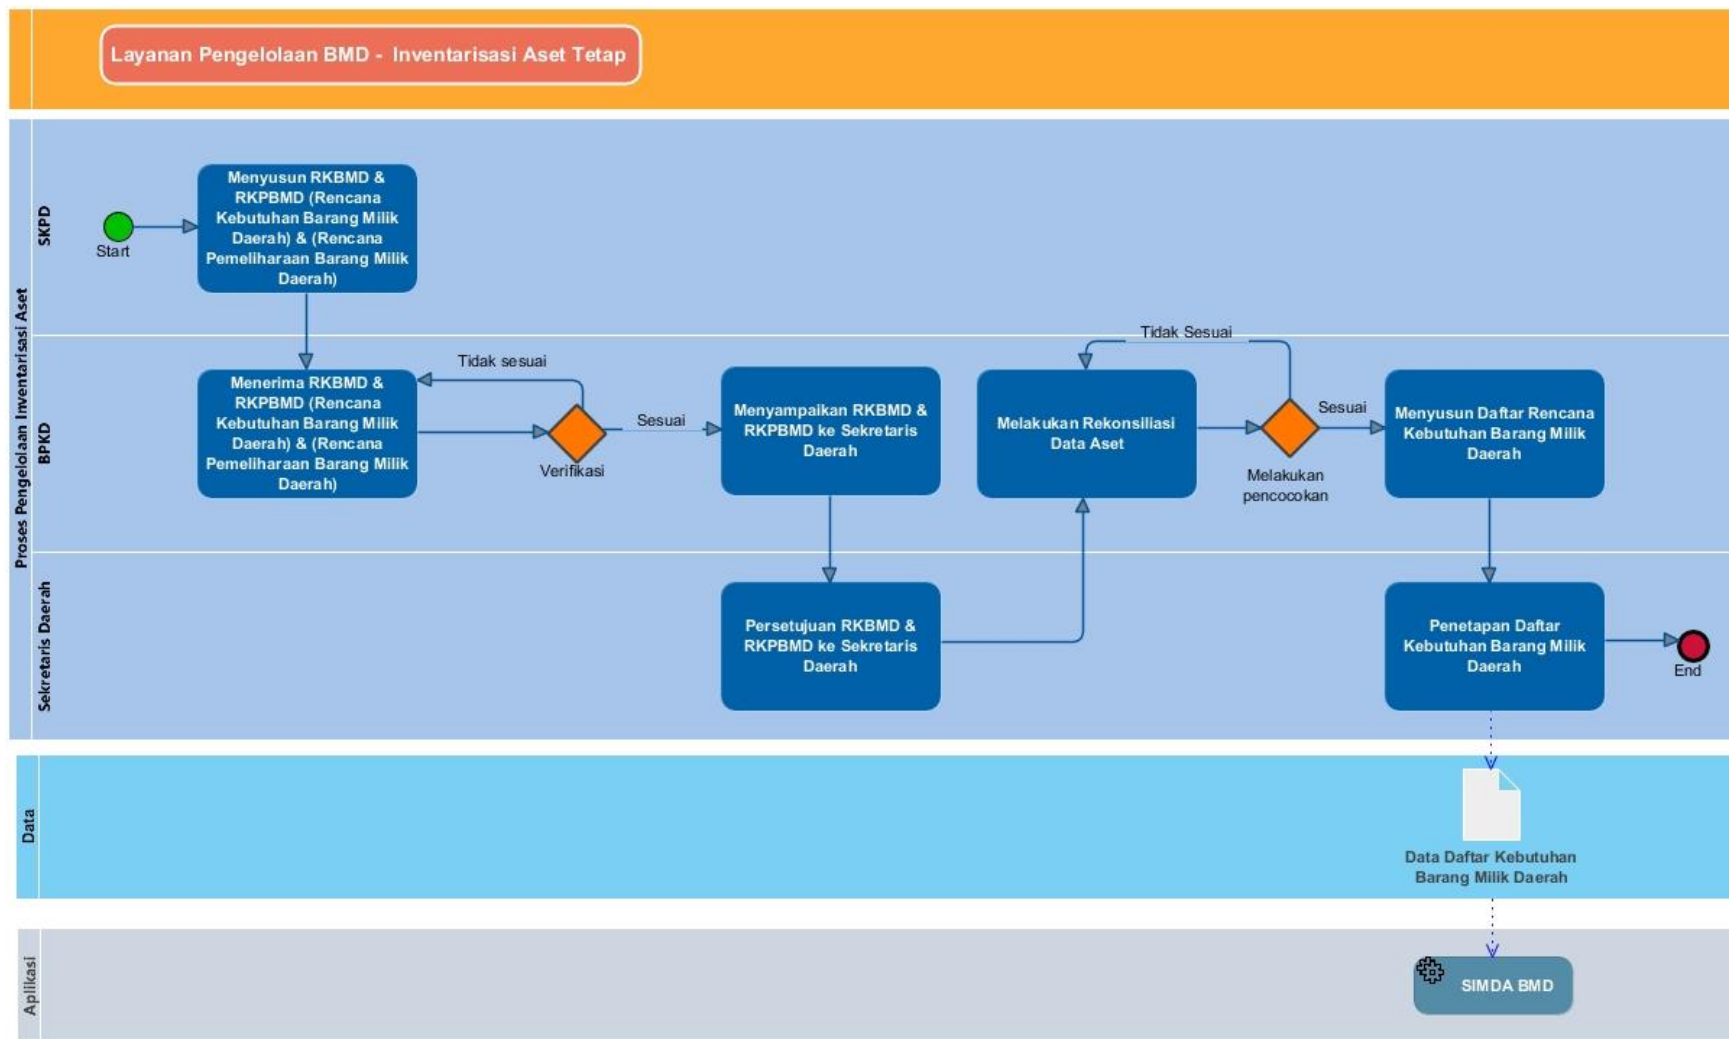 Layanan Pengelolaan BMD - Inventarisasi Aset Tetap
Proses Pengelolaan Inventarisasi Aset
SKPD
Start
Menyusun RKBMD &
RKPBMD (Rencana
Kebutuhan Barang Milik
Daerah) & (Rencana
Pemeliharaan Barang Milik
Daerah)
BPKD
Menerima RKBMD &
RKPBMD (Rencana
Kebutuhan Barang Milik
Daerah) & (Rencana
Pemeliharaan Barang Milik
Daerah)
Tidak sesuai
Verifikasi
Sesuai
Menyampaikan RKBMD &
RKPBMD ke Sekretaris
Daerah
Melakukan Rekonsiliasi
Data Aset
Tidak Sesuai
Melakukan
pencocokan
Sesuai
Menyusun Daftar Rencana
Kebutuhan Barang Milik
Daerah
Sekretaris Daerah
Persetujuan RKBMD &
RKPBMD ke Sekretaris
Daerah
Penetapan Daftar
Kebutuhan Barang Milik
Daerah
End
Data
Data Daftar Kebutuhan
Barang Milik Daerah
Aplikasi
SIMDA BMD